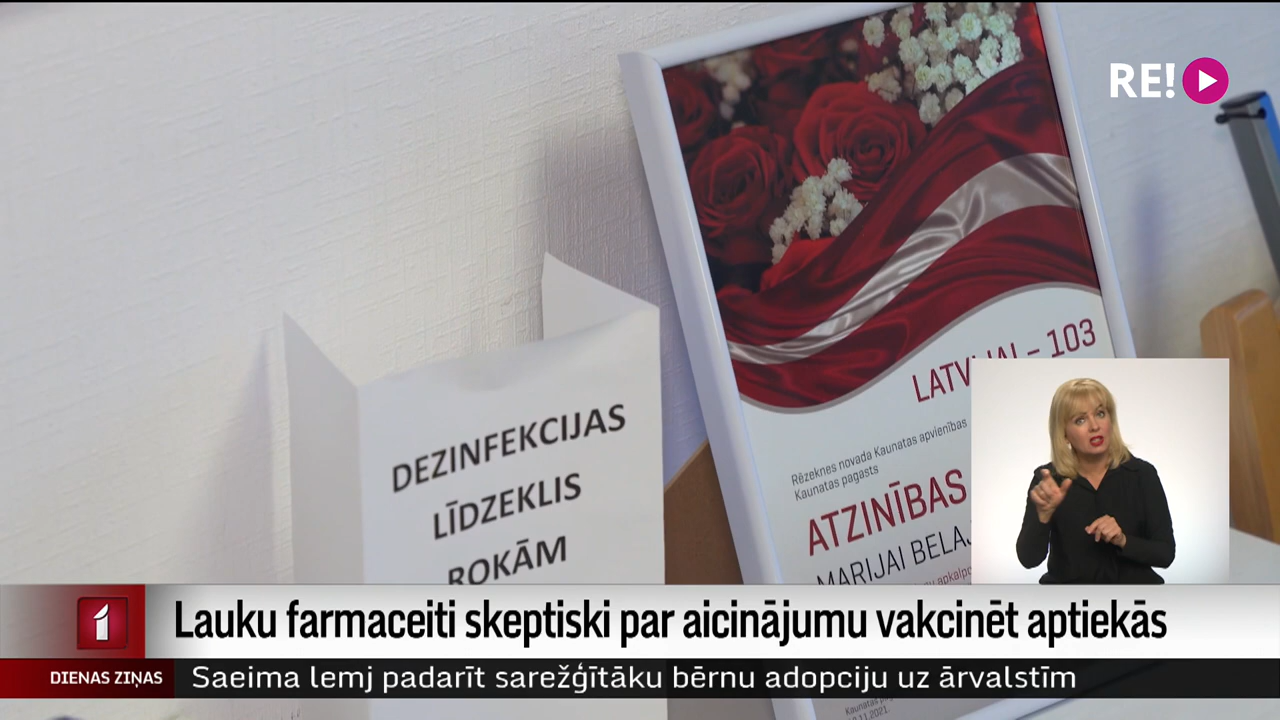 RE!
LATVIJAI – 103
Rēzeknes novada Kaunatas apvienības
Kaunatas pagasts
ATZINĪBAS
MARIJAI
DEZINFEKCIJAS
LĪDZEKLIS
ROKĀM
1
Lauku farmaceiti skeptiski par aicinājumu vakcinēt aptiekās
DIENAS ZIŅAS
Saeima lemj padarīt sarežģītāku bērnu adopciju uz ārvalstīm